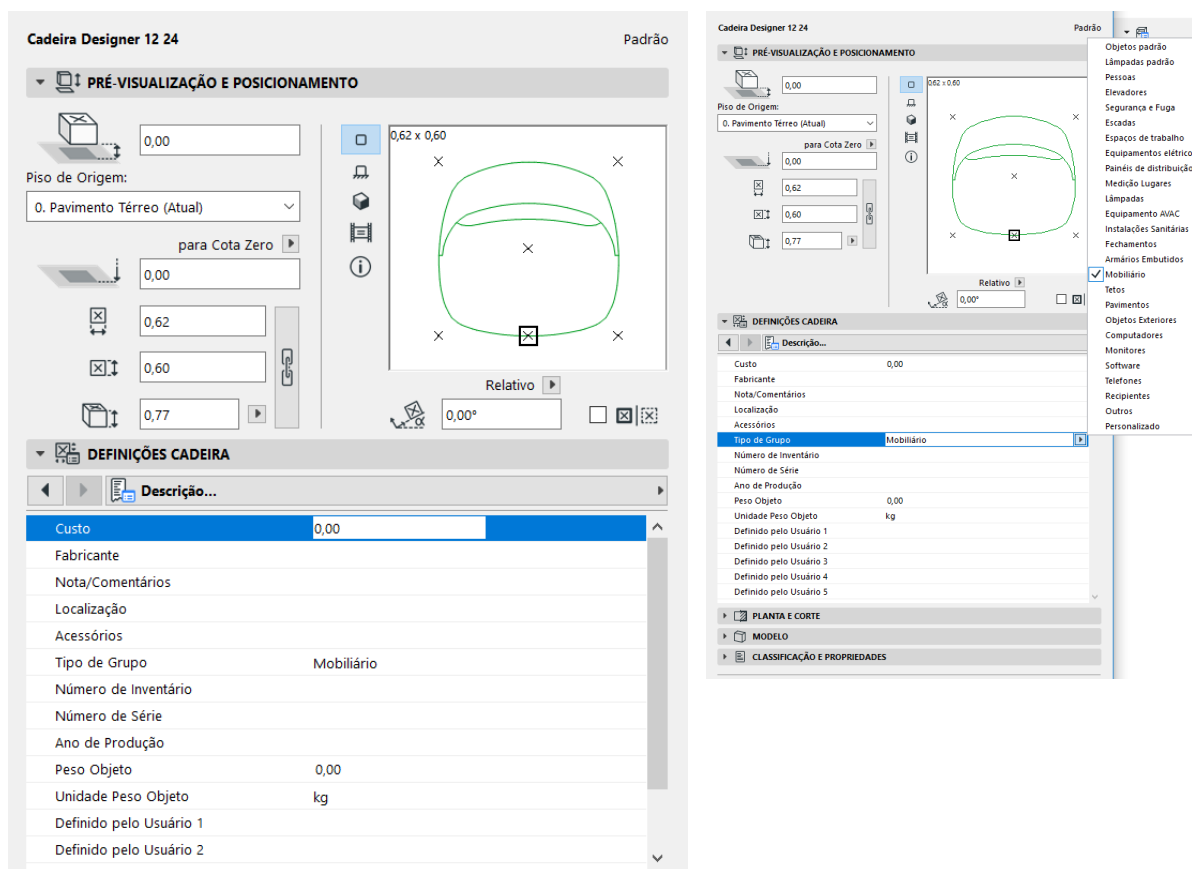 Cadeira Designer 12 24 Padrão
PRÉ-VISUALIZAÇÃO E POSICIONAMENTO
0,00
0,62 x 0,60
Piso de Origem:
0. Pavimento Térreo (Atual)
para Cota Zero
0,00
0,62
0,60
Relativo
0,77
0,00°
DEFINIÇÕES CADEIRA
Descrição...
Custo 0,00
Fabricante
Nota/Comentários
Localização
Acessórios
Tipo de Grupo Mobiliário
Número de Inventário
Número de Série
Ano de Produção
Peso Objeto 0,00
Unidade Peso Objeto kg
Definido pelo Usuário 1
Definido pelo Usuário 2
Cadeira Designer 12 24 Padrão
PRÉ-VISUALIZAÇÃO E POSICIONAMENTO
0,00
0,62 x 0,60
Piso de Origem:
0. Pavimento Térreo (Atual)
para Cota Zero
0,00
0,62
0,60
0,77
Relativo
0,00°
DEFINIÇÕES CADEIRA
Descrição...
Custo 0,00
Fabricante
Nota/Comentários
Localização
Acessórios
Tipo de Grupo Mobiliário
Número de Inventário
Número de Série
Ano de Produção
Peso Objeto 0,00
Unidade Peso Objeto kg
Definido pelo Usuário 1
Definido pelo Usuário 2
Definido pelo Usuário 3
Definido pelo Usuário 4
Definido pelo Usuário 5
PLANTA E CORTE
MODELO
CLASSIFICAÇÃO E PROPRIEDADES
Objetos padrão
Lâmpadas padrão
Pessoas
Elevadores
Segurança e Fuga
Escadas
Espaços de trabalho
Equipamentos elétrico
Painéis de distribuição
Medição Lugares
Lâmpadas
Equipamento AVAC
Instalações Sanitárias
Fechamentos
Armários Embutidos
Mobiliário
Tetos
Pavimentos
Objetos Exteriores
Computadores
Monitores
Software
Telefones
Recipientes
Outros
Personalizado